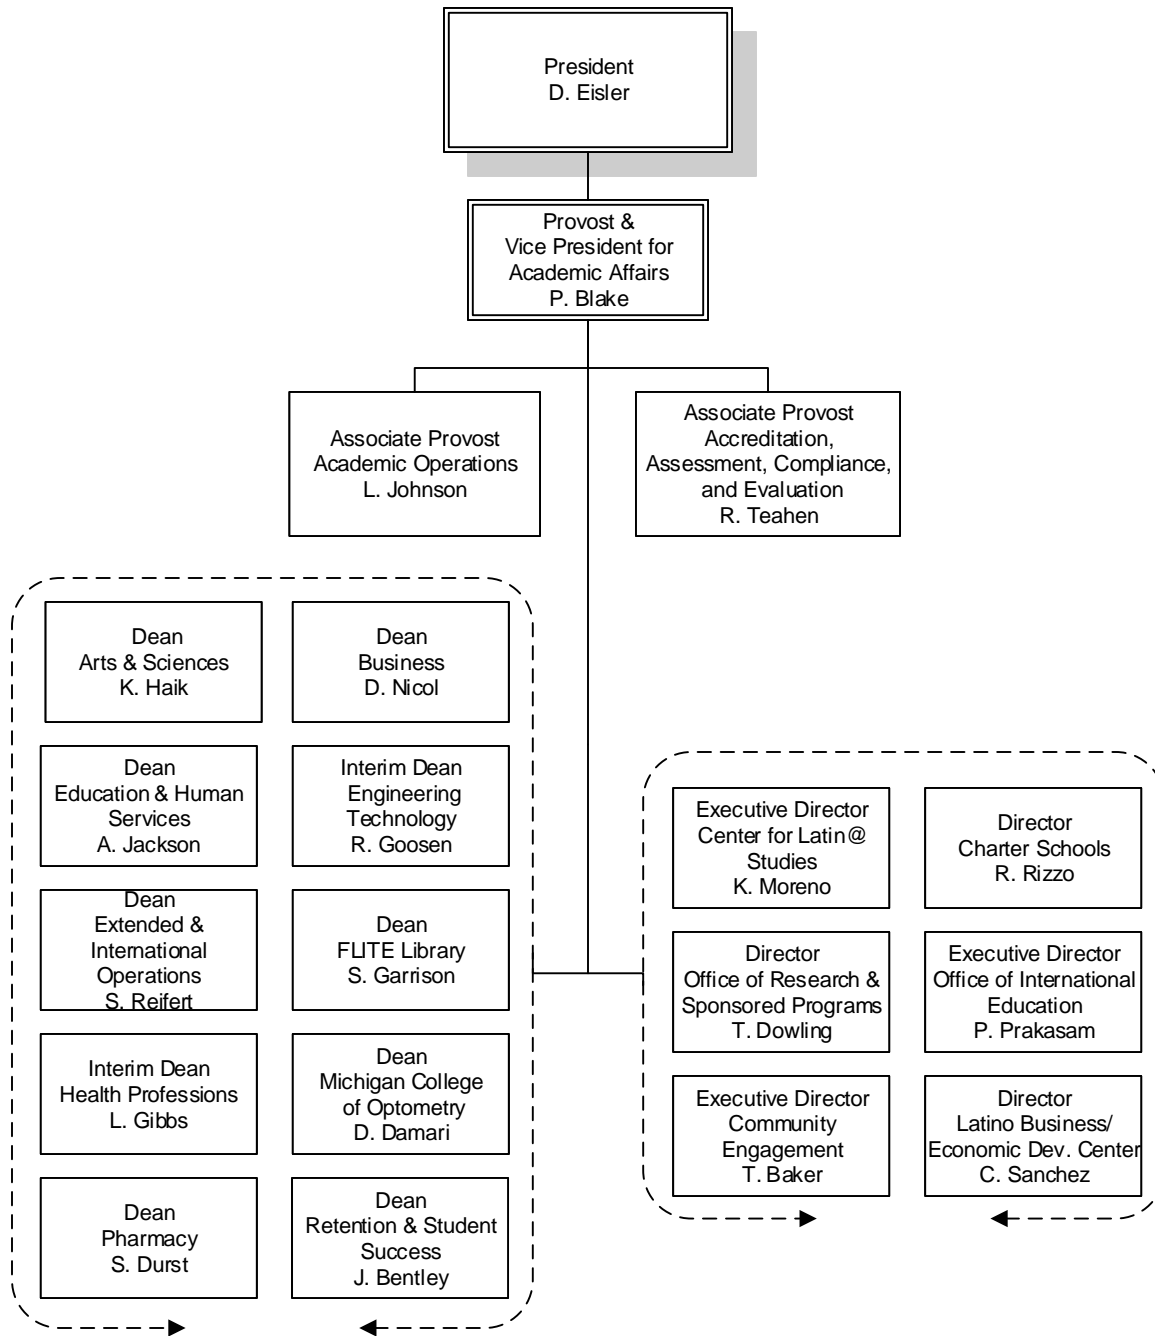 President
D. Eisler
Provost &
Vice President for
Academic Affairs
P. Blake
Associate Provost
Academic Operations
L. Johnson
Associate Provost
Accreditation,
Assessment, Compliance,
and Evaluation
R. Teahen
Dean
Arts & Sciences
K. Haik
Dean
Business
D. Nicol
Dean
Education & Human
Services
A. Jackson
Interim Dean
Engineering
Technology
R. Goosen
Dean
Extended &
International
Operations
S. Reifert
Dean
FLITE Library
S. Garrison
Interim Dean
Health Professions
L. Gibbs
Dean
Michigan College
of Optometry
D. Damari
Dean
Pharmacy
S. Durst
Dean
Retention & Student
Success
J. Bentley
Executive Director
Center for Latin@
Studies
K. Moreno
Director
Charter Schools
R. Rizzo
Director
Office of Research &
Sponsored Programs
T. Dowling
Executive Director
Office of International
Education
P. Prakasam
Executive Director
Community
Engagement
T. Baker
Director
Latino Business/
Economic Dev. Center
C. Sanchez